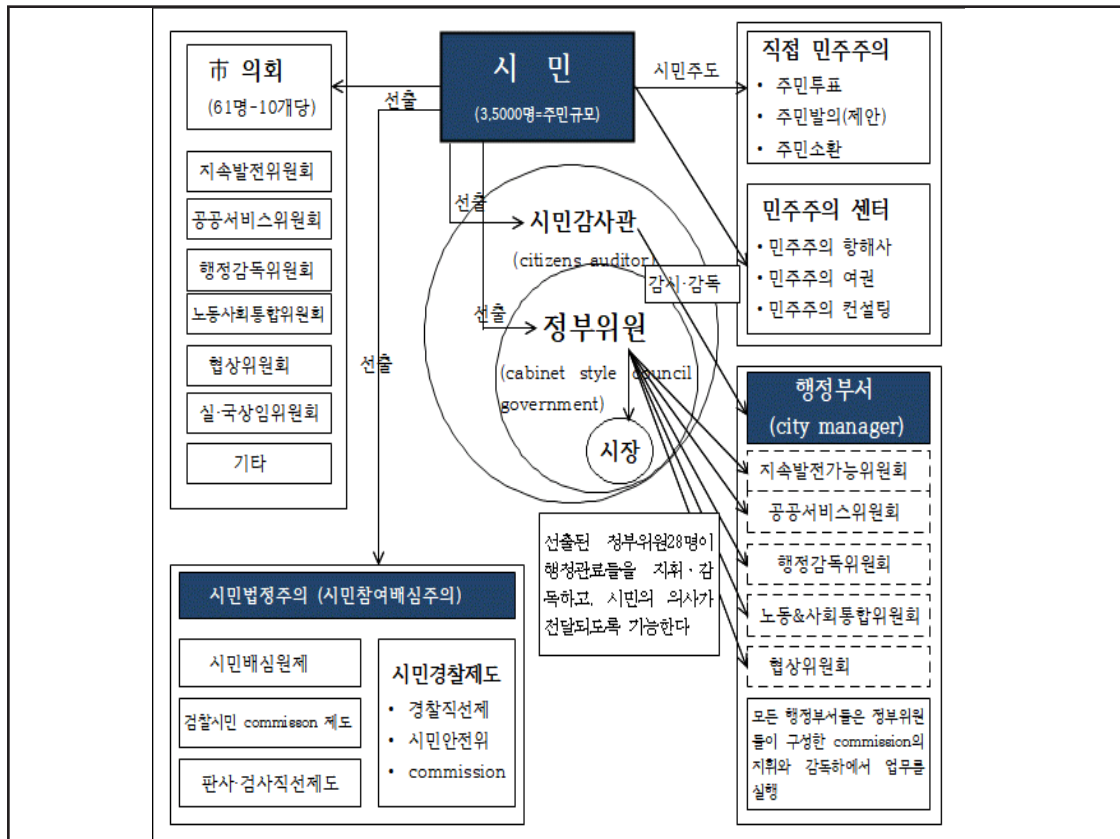 市 의회
(61명-10개당)
지속발전위원회
공공서비스위원회
행정감독위원회
노동사회통합위원회
협상위원회
실·국상임위원회
기타
선출
시 민
(3,5000명=주민규모)
시민주도
직접 민주주의
• 주민투표
• 주민발의(제안)
• 주민소환
민주주의 센터
• 민주주의 항해사
• 민주주의 여권
• 민주주의 컨설팅
선출
시민감사관
(citizens auditor)
감시·감독
선출
정부위원
(cabinet style council
government)
시장
선출
행정부서
(city manager)
지속발전가능위원회
공공서비스위원회
행정감독위원회
노동&사회통합위원회
협상위원회
모든 행정부서들은 정부위원
들이 구성한 commission의
지휘와 감독하에서 업무를
실행
선출된 정부위원28명이
행정관료들을 지휘·감
독하고, 시민의 의사가
전달되도록 기능한다
시민법정주의 (시민참여배심주의)
시민배심원제
검찰시민 commisson 제도
판사·검사직선제도
시민경찰제도
• 경찰직선제
• 시민안전위
• commission